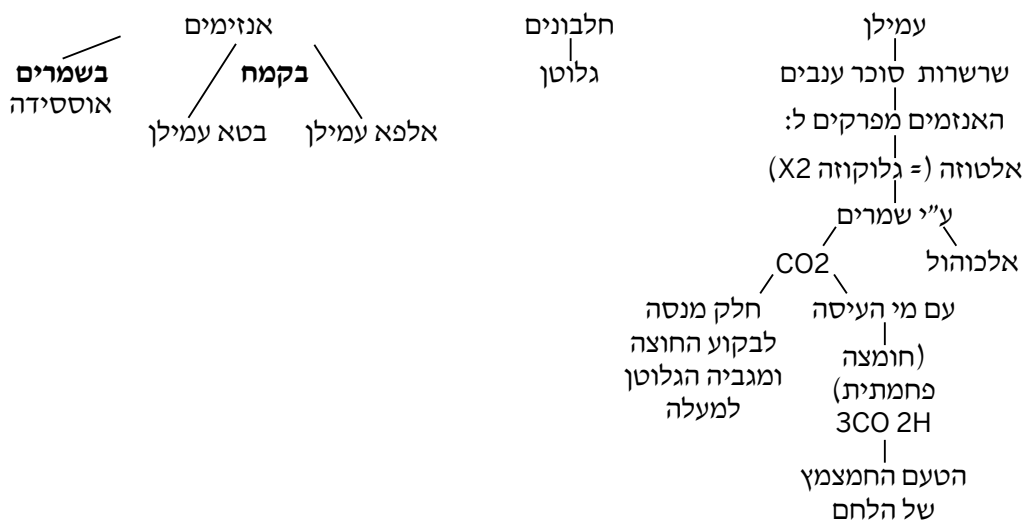 עמילן
שרשרות סוכר ענבים
האנזמים מפרקים ל:
אלטוזה (= גלוקוזה X2)
ע"י שמרים
אלכוהול
CO2
עם מי העיסה
(חומצה
פחמתית)
3CO 2H
הטעם החמצמץ
של הלחם
חלק מנסה
לבקוע החוצה
ומגביה הגלוטן
למעלה
חלבונים
גלוטן
אנזימים
בקמח
אלפא עמילן
בטא עמילן
בשמרים
אוססידה